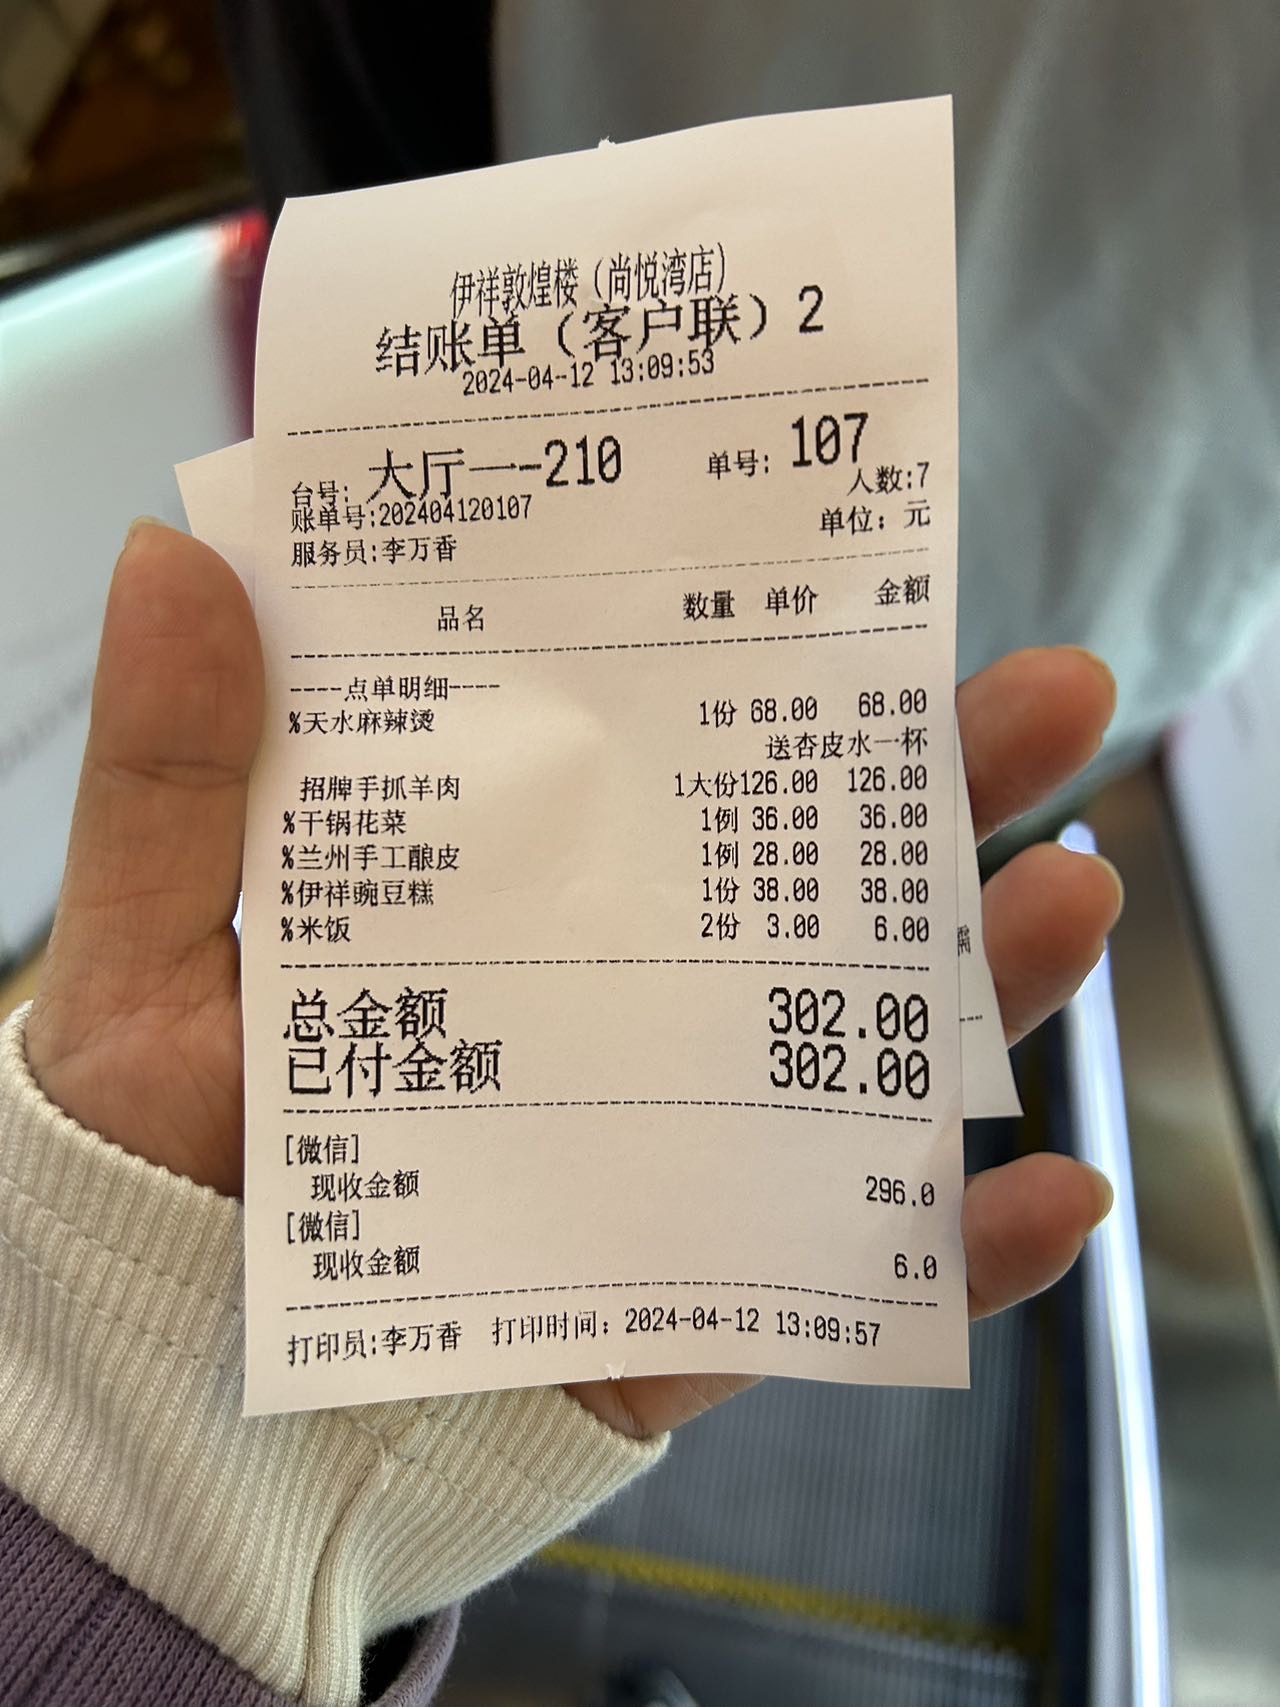 伊祥敦煌楼（尚悦湾店）
结账单（客户联）2
2024-04-12 13:09:53
台号: 大厅一-210 单号: 107
账单号:202404120107 人数:7
服务员:李万香 单位: 元
品名 数量 单价 金额
----点单明细----
%天水麻辣烫 1份 68.00 68.00
送杏皮水一杯
招牌手抓羊肉 1大份126.00 126.00
%干锅花菜 1例 36.00 36.00
%兰州手工酿皮 1例 28.00 28.00
%伊祥豌豆糕 1份 38.00 38.00
%米饭 2份 3.00 6.00
总金额 302.00
已付金额 302.00
[微信]
现收金额 296.0
[微信]
现收金额 6.0
打印员:李万香 打印时间: 2024-04-12 13:09:57